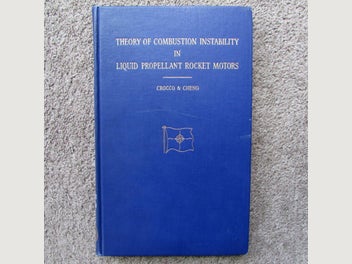 THEORY OF COMBUSTION INSTABILITY
IN
LIQUID PROPELLANT ROCKET MOTORS
CROCCO & CHENG